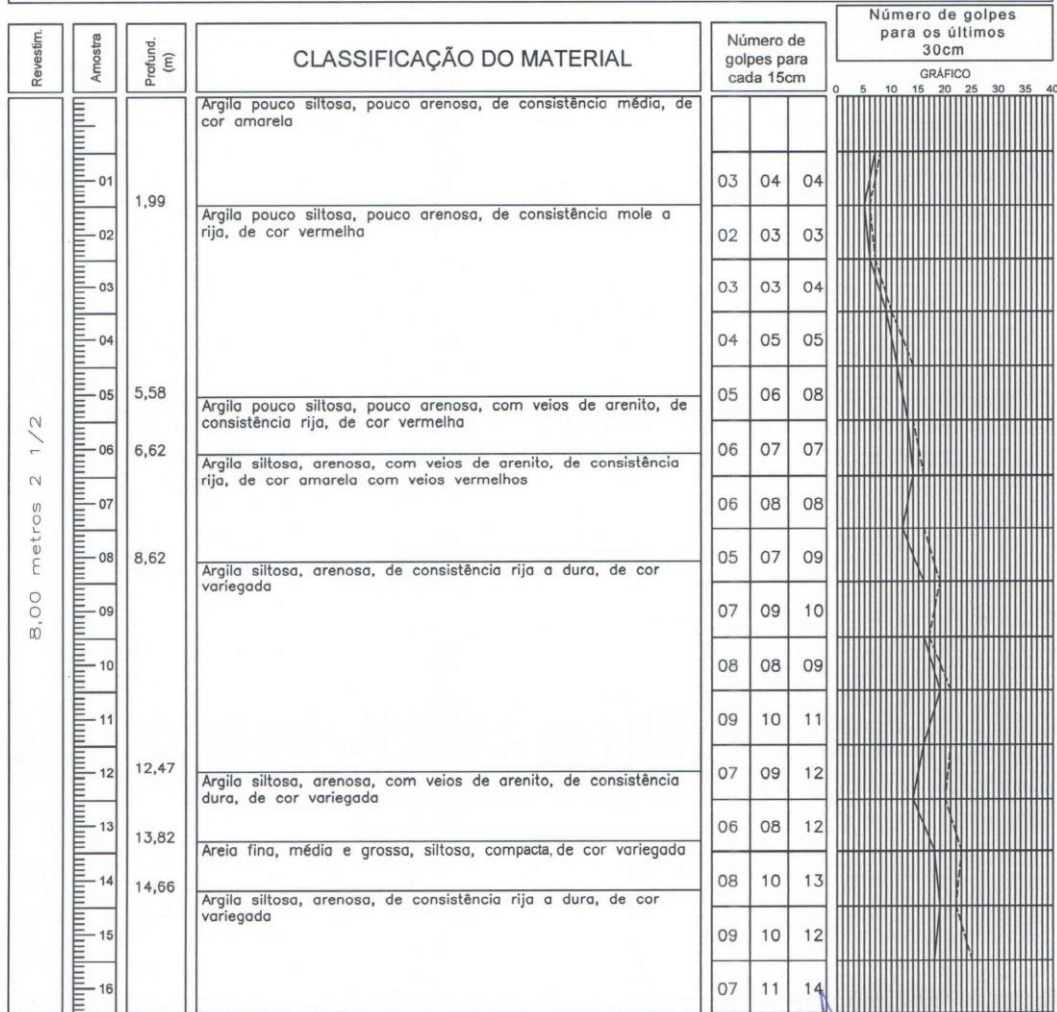 Revestim.
Amostra
Profund.
(m)
CLASSIFICAÇÃO DO MATERIAL
Número de
golpes para
cada 15cm
Número de golpes
para os últimos
30cm
GRÁFICO
0 5 10 15 20 25 30 35 40
8,00 metros 2 1/2
Argila pouco siltosa, pouco arenosa, de consistência média, de
cor amarela
01
03 04 04
1,99
Argila pouco siltosa, pouco arenosa, de consistência mole a
rija, de cor vermelha
02
02 03 03
03
03 03 04
04
04 05 05
05
5,58
05 06 08
Argila pouco siltosa, pouco arenosa, com veios de arenito, de
consistência rija, de cor vermelha
06
6,62
06 07 07
Argila siltosa, arenosa, com veios de arenito, de consistência
rija, de cor amarela com veios vermelhos
07
06 08 08
08
8,62
05 07 09
Argila siltosa, arenosa, de consistência rija a dura, de cor
variegada
09
07 09 10
10
08 08 09
11
09 10 11
12
12,47
07 09 12
Argila siltosa, arenosa, com veios de arenito, de consistência
dura, de cor variegada
13
13,82
06 08 12
Areia fina, média e grossa, siltosa, compacta, de cor variegada
14
14,66
08 10 13
Argila siltosa, arenosa, de consistência rija a dura, de cor
variegada
15
09 10 12
16
07 11 14